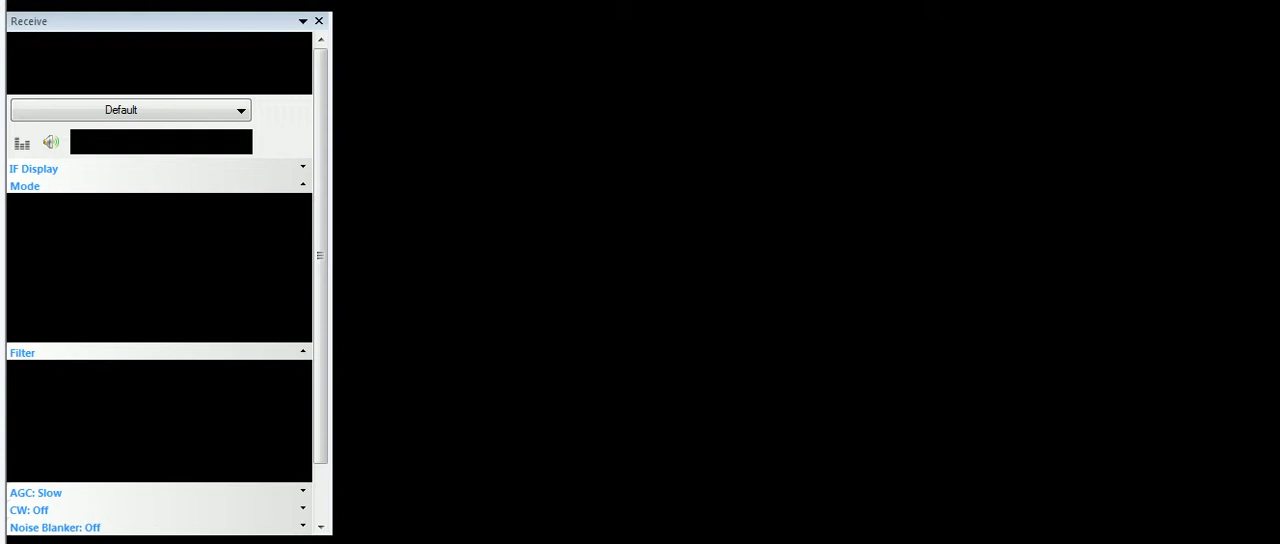 Receive
Default
IF Display
Mode
Filter
AGC: Slow
CW: Off
Noise Blanker: Off